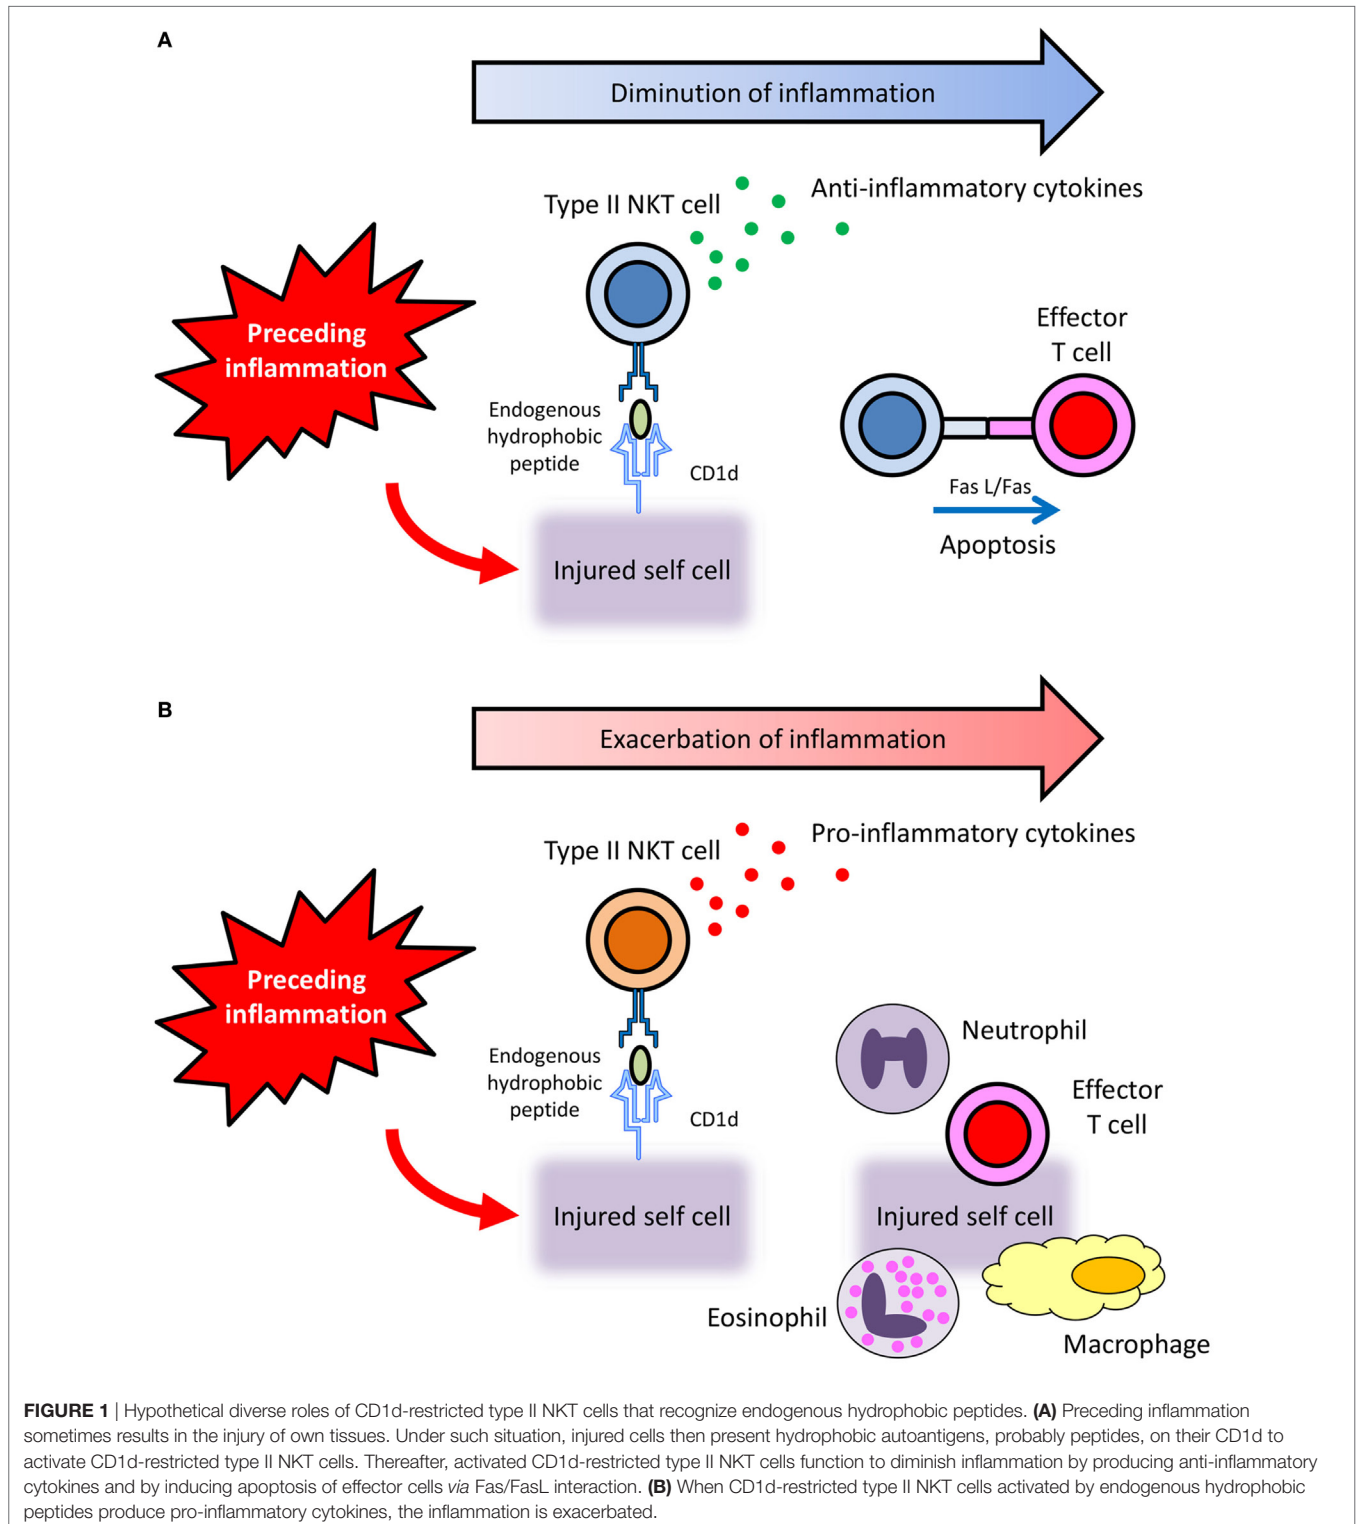 A
Diminution of inflammation
Anti-inflammatory cytokines
Type II NKT cell
Preceding
inflammation
Effector
T cell
Endogenous
hydrophobic
peptide
CD1d
Fas L/Fas
Apoptosis
Injured self cell
B
Exacerbation of inflammation
Pro-inflammatory cytokines
Type II NKT cell
Preceding
inflammation
Neutrophil
Endogenous
hydrophobic
peptide
CD1d
Effector
T cell
Injured self cell
Injured self cell
Eosinophil
Macrophage
FIGURE 1 | Hypothetical diverse roles of CD1d-restricted type II NKT cells that recognize endogenous hydrophobic peptides. (A) Preceding inflammation
sometimes results in the injury of own tissues. Under such situation, injured cells then present hydrophobic autoantigens, probably peptides, on their CD1d to
activate CD1d-restricted type II NKT cells. Thereafter, activated CD1d-restricted type II NKT cells function to diminish inflammation by producing anti-inflammatory
cytokines and by inducing apoptosis of effector cells via Fas/FasL interaction. (B) When CD1d-restricted type II NKT cells activated by endogenous hydrophobic
peptides produce pro-inflammatory cytokines, the inflammation is exacerbated.